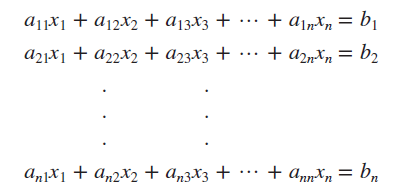 a₁₁x₁ + a₁₂x₂ + a₁₃x₃ + ⋯ + a₁ₙxₙ = b₁
a₂₁x₁ + a₂₂x₂ + a₂₃x₃ + ⋯ + a₂ₙxₙ = b₂
. .
. .
. .
aₙ₁x₁ + aₙ₂x₂ + aₙ₃x₃ + ⋯ + aₙₙxₙ = bₙ